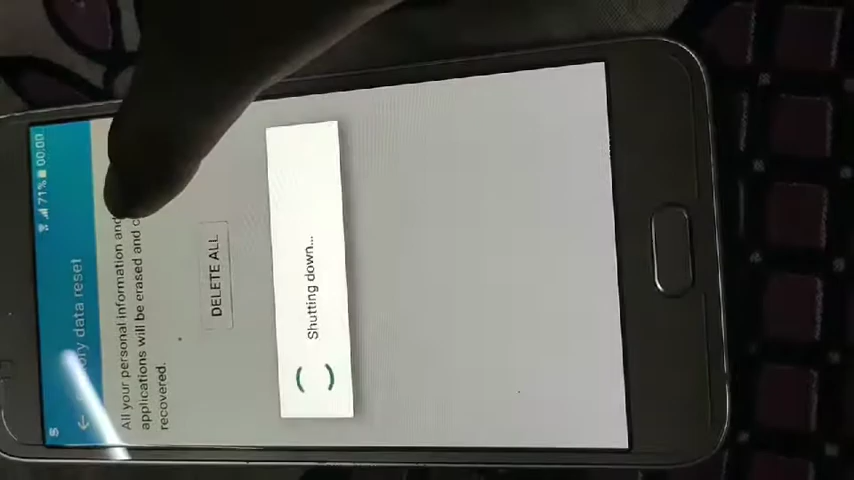 71% 00:00
ory data reset
All your personal information and
applications will be erased and c
recovered.
DELETE ALL
Shutting down...